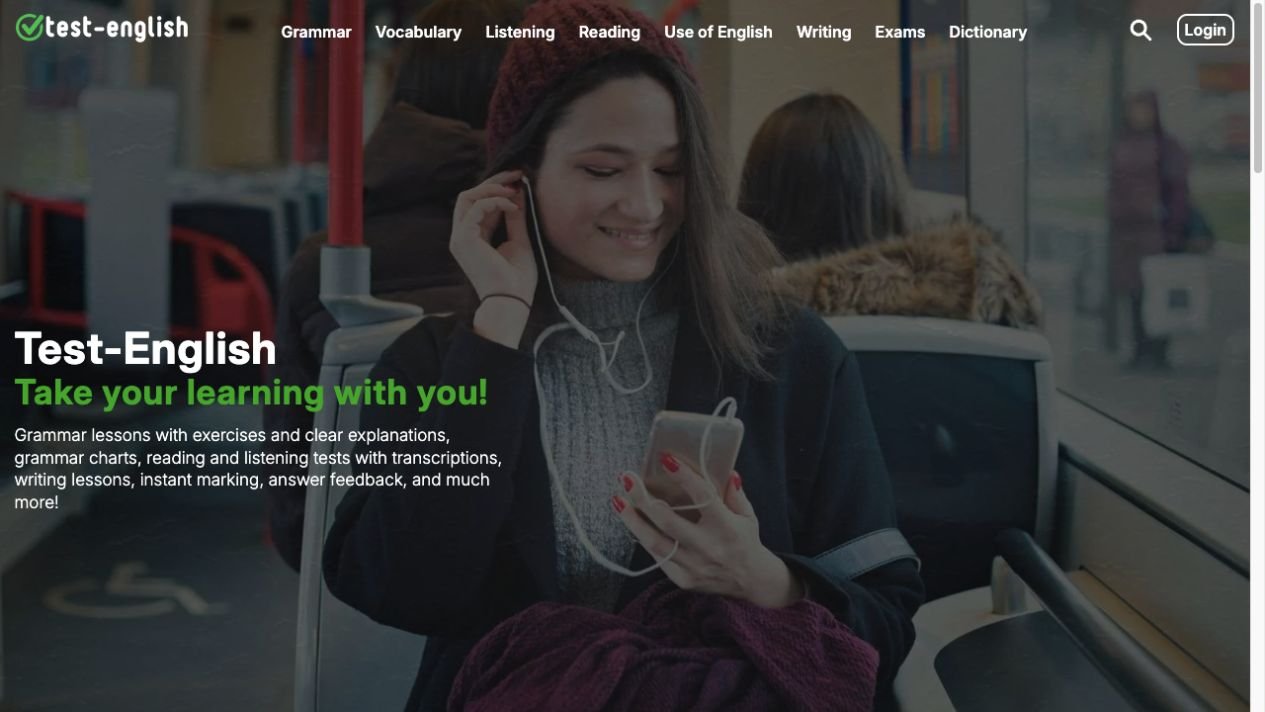 test-english
Grammar Vocabulary Listening Reading Use of English Writing Exams Dictionary Login
Test-English
Take your learning with you!
Grammar lessons with exercises and clear explanations,
grammar charts, reading and listening tests with transcriptions,
writing lessons, instant marking, answer feedback, and much
more!